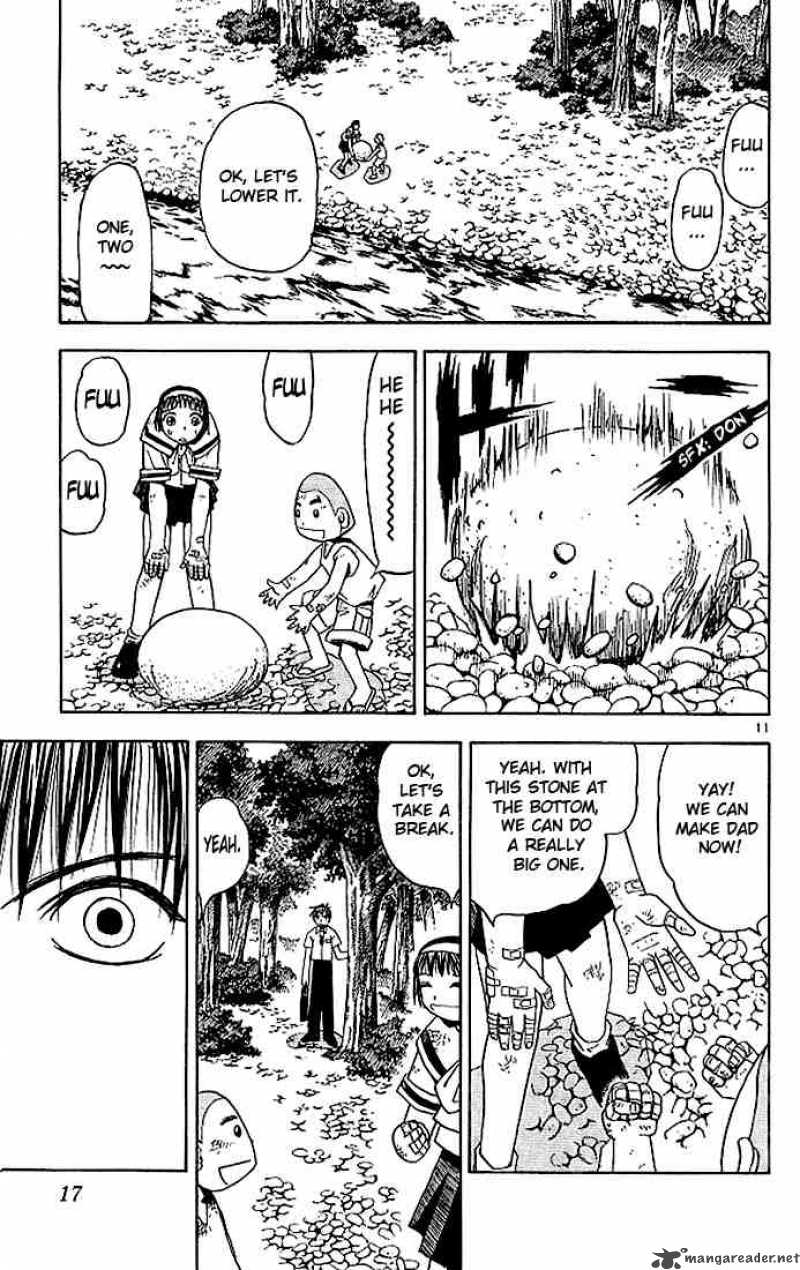 FUU
...
FUU
...
OK, LET'S
LOWER IT.
ONE,
TWO
~~~
SFX: DON
HE
HE
~~~
FUU
FUU
FUU
11
YAY!
WE CAN
MAKE DAD
NOW!
YEAH. WITH
THIS STONE AT
THE BOTTOM,
WE CAN DO
A REALLY
BIG ONE.
OK,
LET'S
TAKE A
BREAK.
YEAH.
17
mangareader.net